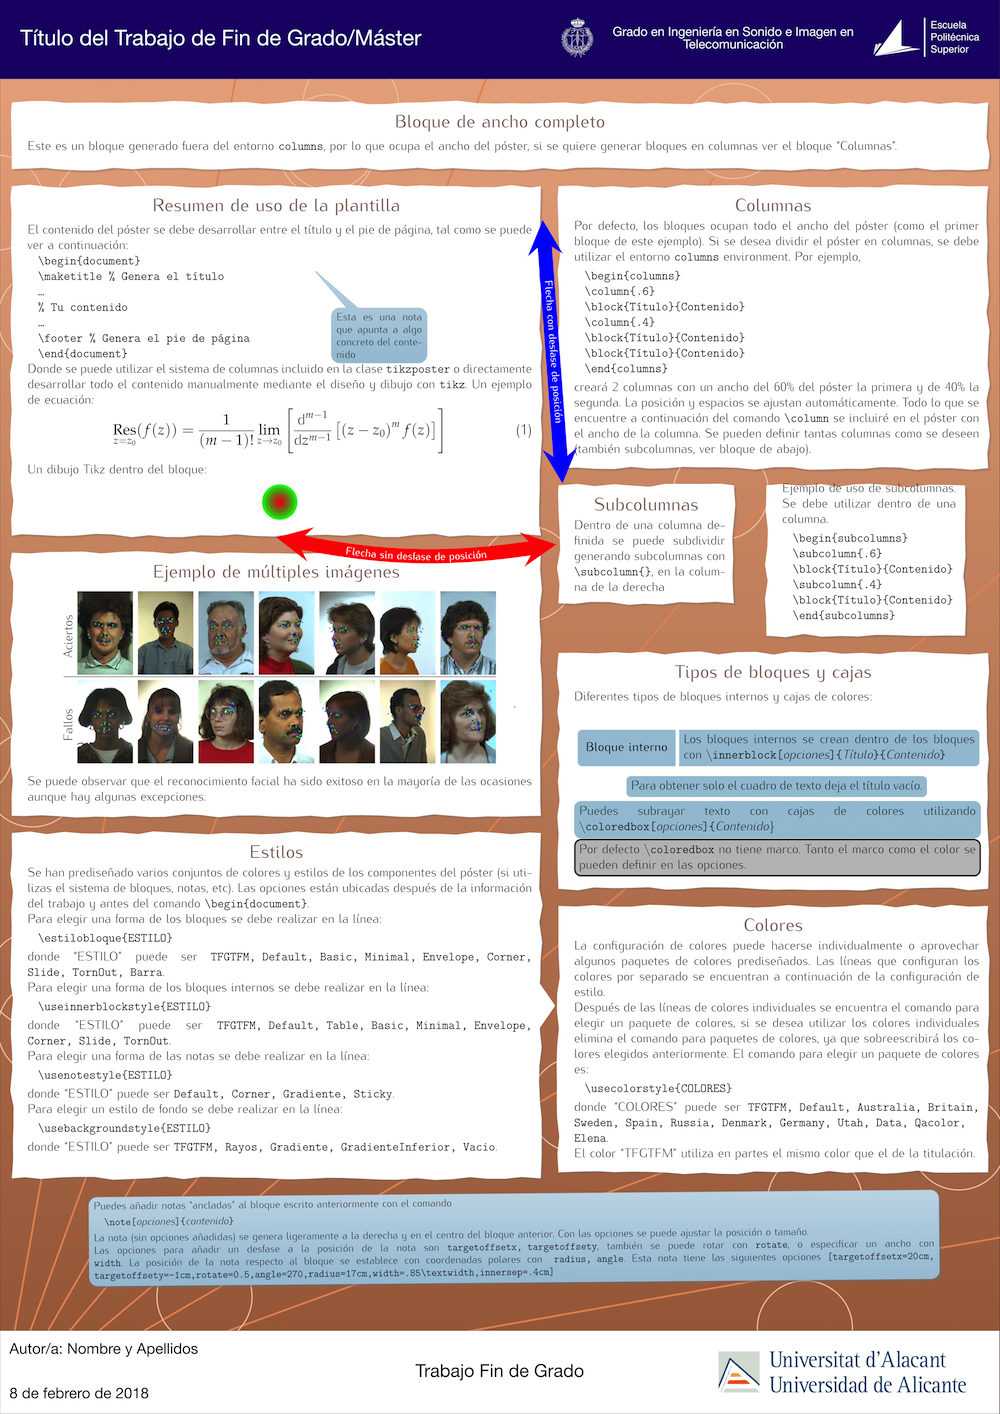 Título del Trabajo de Fin de Grado/Máster
Grado en Ingeniería en Sonido e Imagen en
Telecomunicación
Escuela
Politécnica
Superior
Bloque de ancho completo
Este es un bloque generado fuera del entorno columns, por lo que ocupa el ancho del póster, si se quiere generar bloques en columnas ver el bloque “Columnas”.
Resumen de uso de la plantilla
El contenido del póster se debe desarrollar entre el título y el pie de página, tal como se puede
ver a continuación:
\begin{document}
\maketitle % Genera el título
…
% Tu contenido
…
\footer % Genera el pie de página
\end{document}
Esta es una nota
que apunta a algo
concreto del conte-
nido
Donde se puede utilizar el sistema de columnas incluido en la clase tikzposter o directamente
desarrollar todo el contenido manualmente mediante el diseño y dibujo con tikz. Un ejemplo
de ecuación:
Res_{z=z_0}(f(z)) = \frac{1}{(m−1)!} \lim_{z→z_0} [ \frac{d^{m−1}}{dz^{m−1}} [(z − z_0)^m f(z)] ] (1)
Un dibujo Tikz dentro del bloque:
Flecha sin desfase de posición
Flecha con desfase de posición
Ejemplo de múltiples imágenes
Aciertos
Fallos
Se puede observar que el reconocimiento facial ha sido exitoso en la mayoría de las ocasiones
aunque hay algunas excepciones.
Estilos
Se han prediseñado varios conjuntos de colores y estilos de los componentes del póster (si uti-
lizas el sistema de bloques, notas, etc). Las opciones están ubicadas después de la información
del trabajo y antes del comando \begin{document}.
Para elegir una forma de los bloques se debe realizar en la línea:
\estilobloque{ESTILO}
donde “ESTILO” puede ser TFGTFM, Default, Basic, Minimal, Envelope, Corner,
Slide, TornOut, Barra.
Para elegir una forma de los bloques internos se debe realizar en la línea:
\useinnerblockstyle{ESTILO}
donde “ESTILO” puede ser TFGTFM, Default, Table, Basic, Minimal, Envelope,
Corner, Slide, TornOut.
Para elegir una forma de las notas se debe realizar en la línea:
\usenotestyle{ESTILO}
donde “ESTILO” puede ser Default, Corner, Gradiente, Sticky.
Para elegir un estilo de fondo se debe realizar en la línea:
\usebackgroundstyle{ESTILO}
donde “ESTILO” puede ser TFGTFM, Rayos, Gradiente, GradienteInferior, Vacio.
Columnas
Por defecto, los bloques ocupan todo el ancho del póster (como el primer
bloque de este ejemplo). Si se desea dividir el póster en columnas, se debe
utilizar el entorno columns environment. Por ejemplo,
\begin{columns}
\column{.6}
\block{Título}{Contenido}
\column{.4}
\block{Título}{Contenido}
\block{Título}{Contenido}
\end{columns}
creará 2 columnas con un ancho del 60% del póster la primera y de 40% la
segunda. La posición y espacios se ajustan automáticamente. Todo lo que se
encuentre a continuación del comando \column se incluiré en el póster con
el ancho de la columna. Se pueden definir tantas columnas como se deseen
(también subcolumnas, ver bloque de abajo).
Subcolumnas
Dentro de una columna de-
finida se puede subdividir
generando subcolumnas con
\subcolumn{}, en la colum-
na de la derecha
Ejemplo de uso de subcolumnas.
Se debe utilizar dentro de una
columna.
\begin{subcolumns}
\subcolumn{.6}
\block{Título}{Contenido}
\subcolumn{.4}
\block{Título}{Contenido}
\end{subcolumns}
Tipos de bloques y cajas
Diferentes tipos de bloques internos y cajas de colores:
Bloque interno
Los bloques internos se crean dentro de los bloques
con \innerblock[opciones]{Título}{Contenido}
Para obtener solo el cuadro de texto deja el título vacío.
Puedes subrayar texto con cajas de colores utilizando
\coloredbox[opciones]{Contenido}
Por defecto \coloredbox no tiene marco. Tanto el marco como el color se
pueden definir en las opciones.
Colores
La configuración de colores puede hacerse individualmente o aprovechar
algunos paquetes de colores prediseñados. Las líneas que configuran los
colores por separado se encuentran a continuación de la configuración de
estilo.
Después de las líneas de colores individuales se encuentra el comando para
elegir un paquete de colores, si se desea utilizar los colores individuales
elimina el comando para paquetes de colores, ya que sobreescribirá los co-
lores elegidos anteriormente. El comando para elegir un paquete de colores
es:
\usecolorstyle{COLORES}
donde “COLORES” puede ser TFGTFM, Default, Australia, Britain,
Sweden, Spain, Russia, Denmark, Germany, Utah, Data, Qacolor,
Elena.
El color “TFGTFM” utiliza en partes el mismo color que el de la titulación.
Puedes añadir notas “ancladas” al bloque escrito anteriormente con el comando
\note[opciones]{contenido}
La nota (sin opciones añadidas) se genera ligeramente a la derecha y en el centro del bloque anterior. Con las opciones se puede ajustar la posición o tamaño.
Las opciones para añadir un desfase a la posición de la nota son targetoffsetx, targetoffsety, también se puede rotar con rotate, o especificar un ancho con
width. La posición de la nota respecto al bloque se establece con coordenadas polares con radius, angle. Esta nota tiene las siguientes opciones [targetoffsetx=20cm,
targetoffsety=-1cm,rotate=0.5,angle=270,radius=17cm,width=.85\textwidth,innersep=.4cm]
Autor/a: Nombre y Apellidos
8 de febrero de 2018
Trabajo Fin de Grado
Universitat d'Alacant
Universidad de Alicante